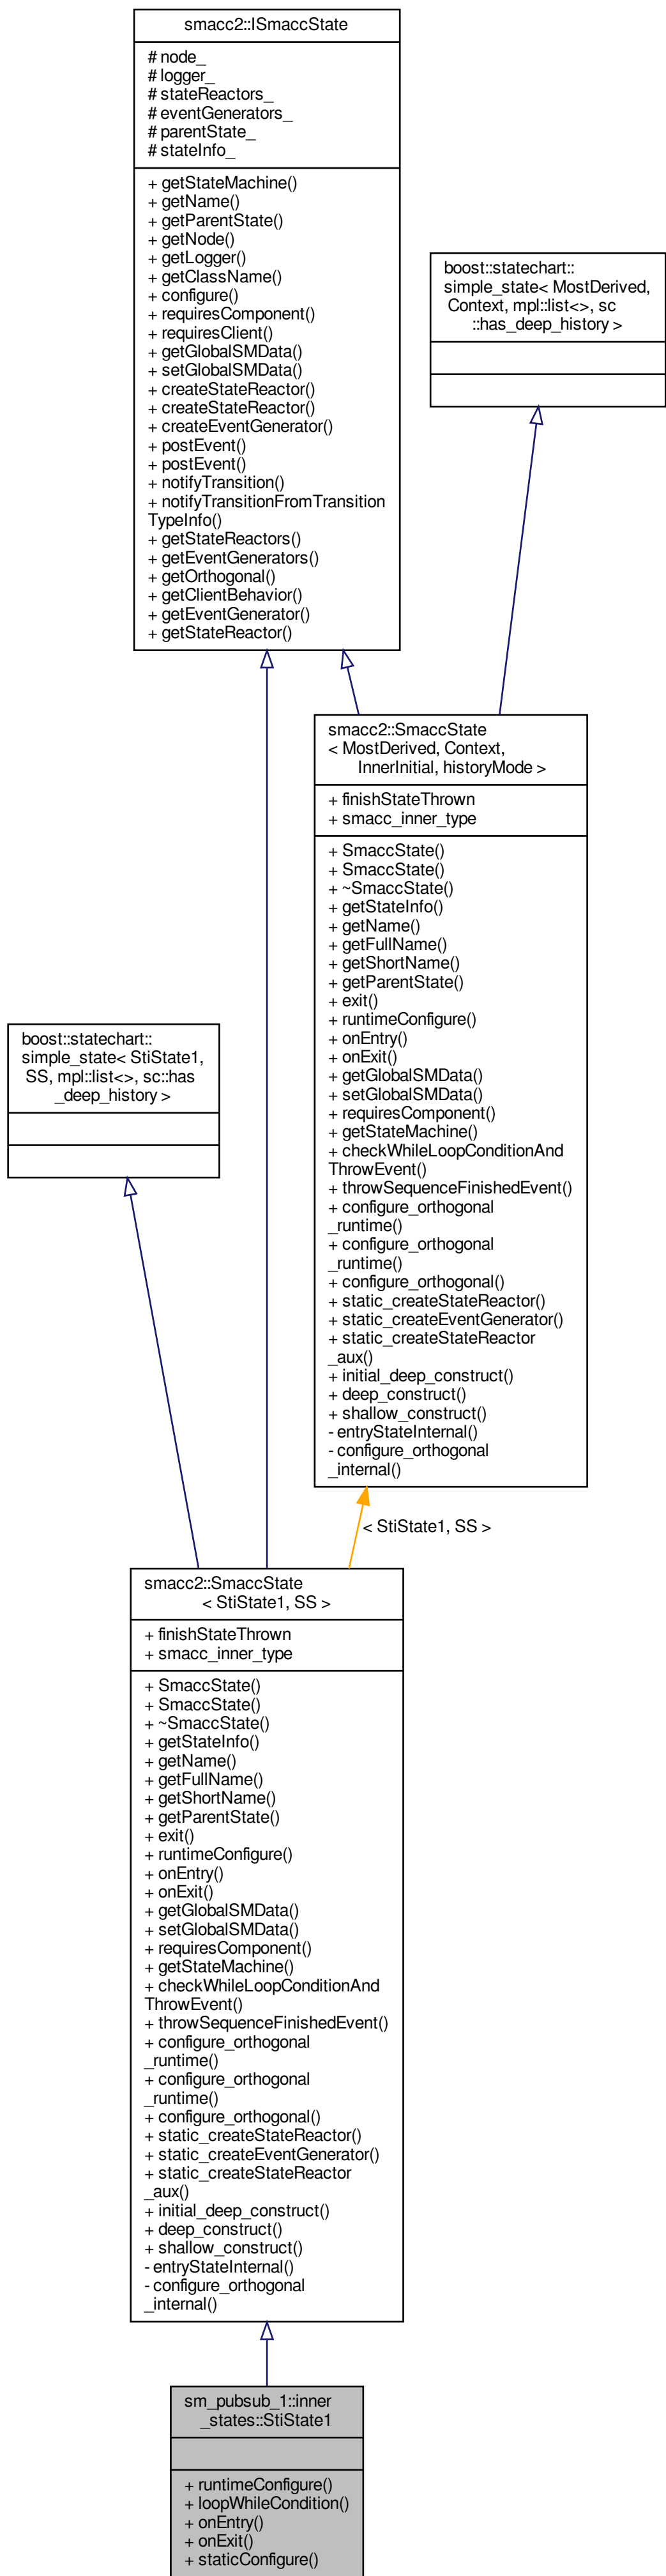 smacc2::ISmaccState
# node_
# logger_
# stateReactors_
# eventGenerators_
# parentState_
# stateInfo_
+ getStateMachine()
+ getName()
+ getParentState()
+ getNode()
+ getLogger()
+ getClassName()
+ configure()
+ requiresComponent()
+ requiresClient()
+ getGlobalSMData()
+ setGlobalSMData()
+ createStateReactor()
+ createStateReactor()
+ createEventGenerator()
+ postEvent()
+ postEvent()
+ notifyTransition()
+ notifyTransitionFromTransition
TypeInfo()
+ getStateReactors()
+ getEventGenerators()
+ getOrthogonal()
+ getClientBehavior()
+ getEventGenerator()
+ getStateReactor()
boost::statechart::
simple_state< MostDerived,
Context, mpl::list<>, sc
::has_deep_history >
smacc2::SmaccState
< MostDerived, Context,
InnerInitial, historyMode >
+ finishStateThrown
+ smacc_inner_type
+ SmaccState()
+ SmaccState()
+ ~SmaccState()
+ getStateInfo()
+ getName()
+ getFullName()
+ getShortName()
+ getParentState()
+ exit()
+ runtimeConfigure()
+ onEntry()
+ onExit()
+ getGlobalSMData()
+ setGlobalSMData()
+ requiresComponent()
+ getStateMachine()
+ checkWhileLoopConditionAnd
ThrowEvent()
+ throwSequenceFinishedEvent()
+ configure_orthogonal
_runtime()
+ configure_orthogonal
_runtime()
+ configure_orthogonal()
+ static_createStateReactor()
+ static_createEventGenerator()
+ static_createStateReactor
_aux()
+ initial_deep_construct()
+ deep_construct()
+ shallow_construct()
- entryStateInternal()
- configure_orthogonal
_internal()
boost::statechart::
simple_state< StiState1,
SS, mpl::list<>, sc::has
_deep_history >
< StiState1, SS >
smacc2::SmaccState
< StiState1, SS >
+ finishStateThrown
+ smacc_inner_type
+ SmaccState()
+ SmaccState()
+ ~SmaccState()
+ getStateInfo()
+ getName()
+ getFullName()
+ getShortName()
+ getParentState()
+ exit()
+ runtimeConfigure()
+ onEntry()
+ onExit()
+ getGlobalSMData()
+ setGlobalSMData()
+ requiresComponent()
+ getStateMachine()
+ checkWhileLoopConditionAnd
ThrowEvent()
+ throwSequenceFinishedEvent()
+ configure_orthogonal
_runtime()
+ configure_orthogonal
_runtime()
+ configure_orthogonal()
+ static_createStateReactor()
+ static_createEventGenerator()
+ static_createStateReactor
_aux()
+ initial_deep_construct()
+ deep_construct()
+ shallow_construct()
- entryStateInternal()
- configure_orthogonal
_internal()
sm_pubsub_1::inner
_states::StiState1
+ runtimeConfigure()
+ loopWhileCondition()
+ onEntry()
+ onExit()
+ staticConfigure()